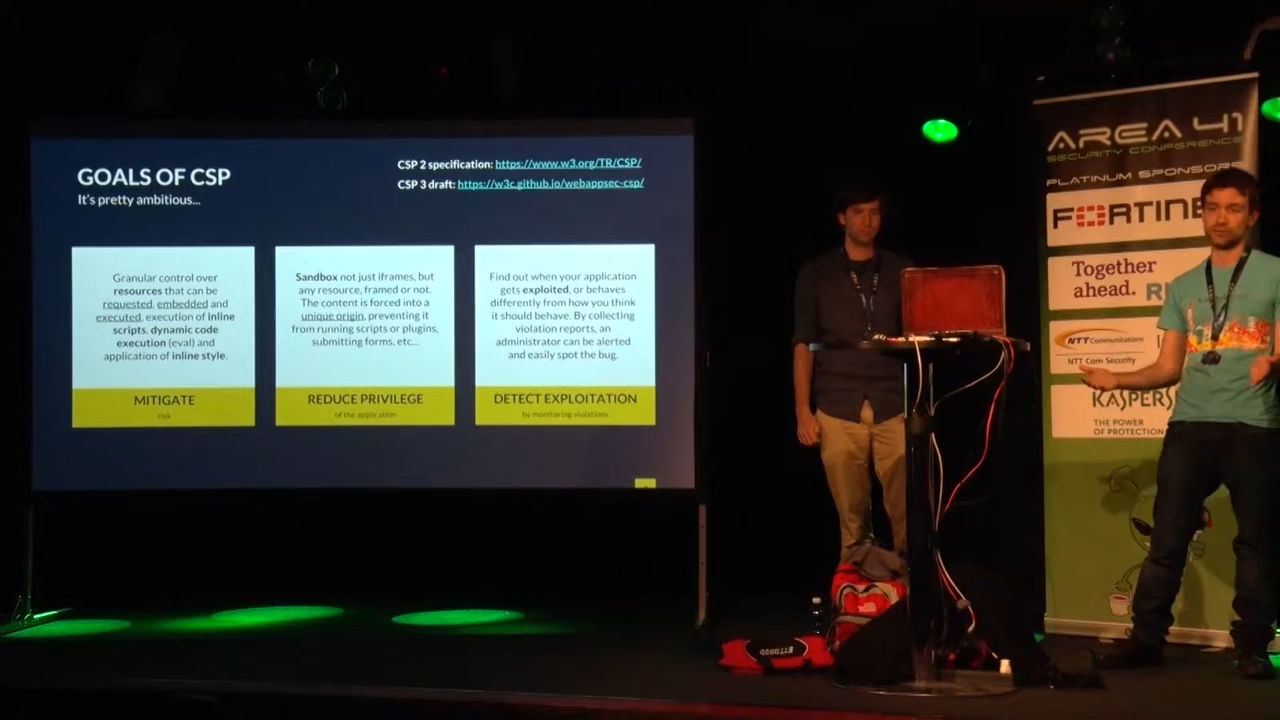 GOALS OF CSP
It's pretty ambitious...
CSP 2 specification: https://www.w3.org/TR/CSP/
CSP 3 draft: https://w3c.github.io/webappsec-csp/
Granular control over
resources that can be
requested, embedded and
executed, execution of inline
scripts, dynamic code
execution (eval) and
application of inline style.
MITIGATE
risk
Sandbox not just iframes, but
any resource, framed or not.
The content is forced into a
unique origin, preventing it
from running scripts or plugins,
submitting forms, etc...
REDUCE PRIVILEGE
of the application
Find out when your application
gets exploited, or behaves
differently from how you think
it should behave. By collecting
violation reports, an
administrator can be alerted
and easily spot the bug.
DETECT EXPLOITATION
by monitoring violations
AREA 41
SECURITY CONFERENCE
PLATINUM SPONSORS
FORTINE
Together
ahead. R
NTT Communications
NTT Com Security
KASPERS
THE POWER
OF PROTECTION